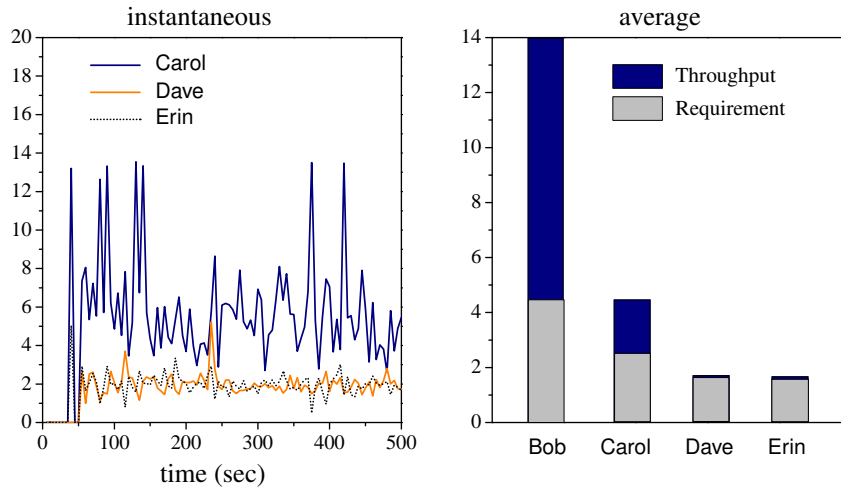 instantaneous
20
18
16
14
12
10
8
6
4
2
0
Carol
Dave
Erin
0 100 200 300 400 500
time (sec)
average
14
12
10
8
6
4
2
0
Throughput
Requirement
Bob Carol Dave Erin